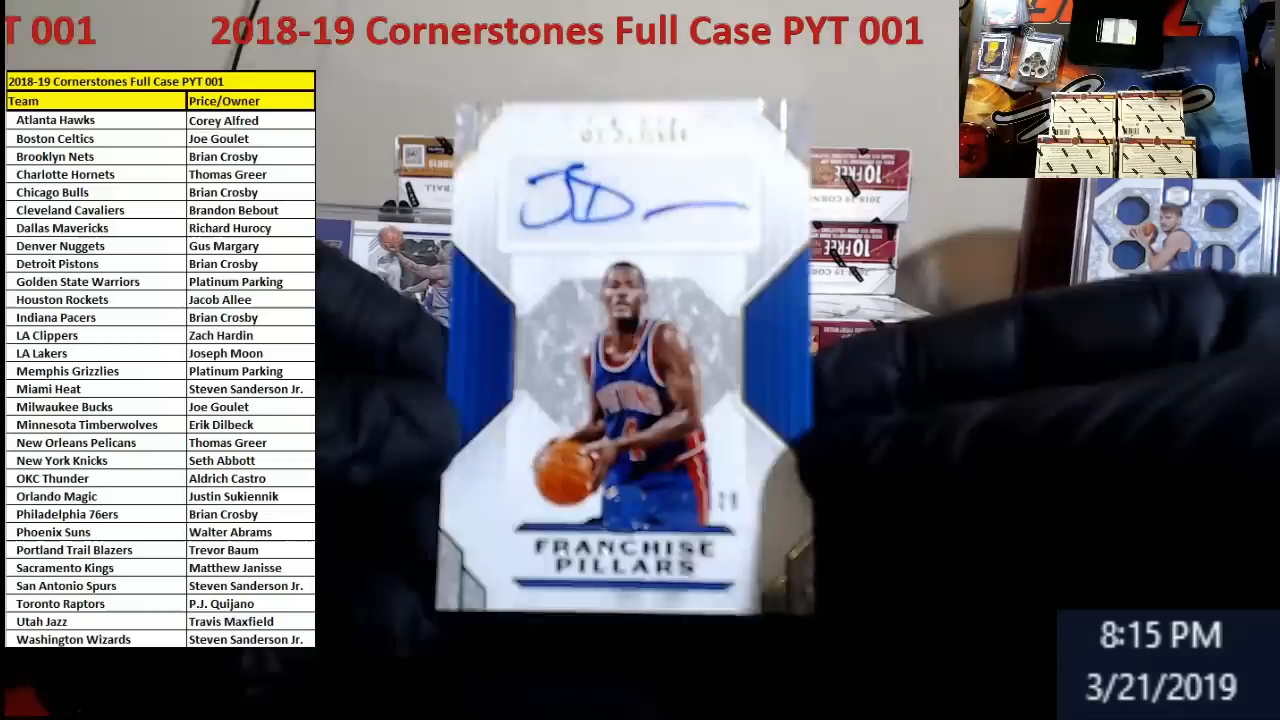 T 001 2018-19 Cornerstones Full Case PYT 001
2018-19 Cornerstones Full Case PYT 001
Team Price/Owner
Atlanta Hawks Corey Alfred
Boston Celtics Joe Goulet
Brooklyn Nets Brian Crosby
Charlotte Hornets Thomas Greer
Chicago Bulls Brian Crosby
Cleveland Cavaliers Brandon Bebout
Dallas Mavericks Richard Hurocy
Denver Nuggets Gus Margary
Detroit Pistons Brian Crosby
Golden State Warriors Platinum Parking
Houston Rockets Jacob Allee
Indiana Pacers Brian Crosby
LA Clippers Zach Hardin
LA Lakers Joseph Moon
Memphis Grizzlies Platinum Parking
Miami Heat Steven Sanderson Jr.
Milwaukee Bucks Joe Goulet
Minnesota Timberwolves Erik Dilbeck
New Orleans Pelicans Thomas Greer
New York Knicks Seth Abbott
OKC Thunder Aldrich Castro
Orlando Magic Justin Sukiennik
Philadelphia 76ers Brian Crosby
Phoenix Suns Walter Abrams
Portland Trail Blazers Trevor Baum
Sacramento Kings Matthew Janisse
San Antonio Spurs Steven Sanderson Jr.
Toronto Raptors P.J. Quijano
Utah Jazz Travis Maxfield
Washington Wizards Steven Sanderson Jr.
JD
FRANCHISE
PILLARS
10 FREE
10 FREE
8:15 PM
3/21/2019